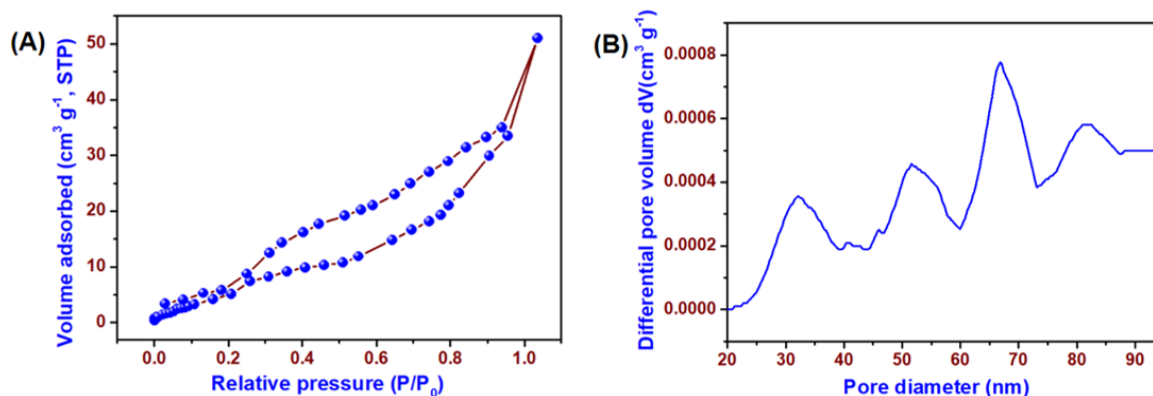 (A)
Volume adsorbed (cm³ g⁻¹, STP)
50
40
30
20
10
0
0.0 0.2 0.4 0.6 0.8 1.0
Relative pressure (P/P₀)
(B)
Differential pore volume dV(cm³ g⁻¹)
0.0008
0.0006
0.0004
0.0002
0.0000
20 30 40 50 60 70 80 90
Pore diameter (nm)